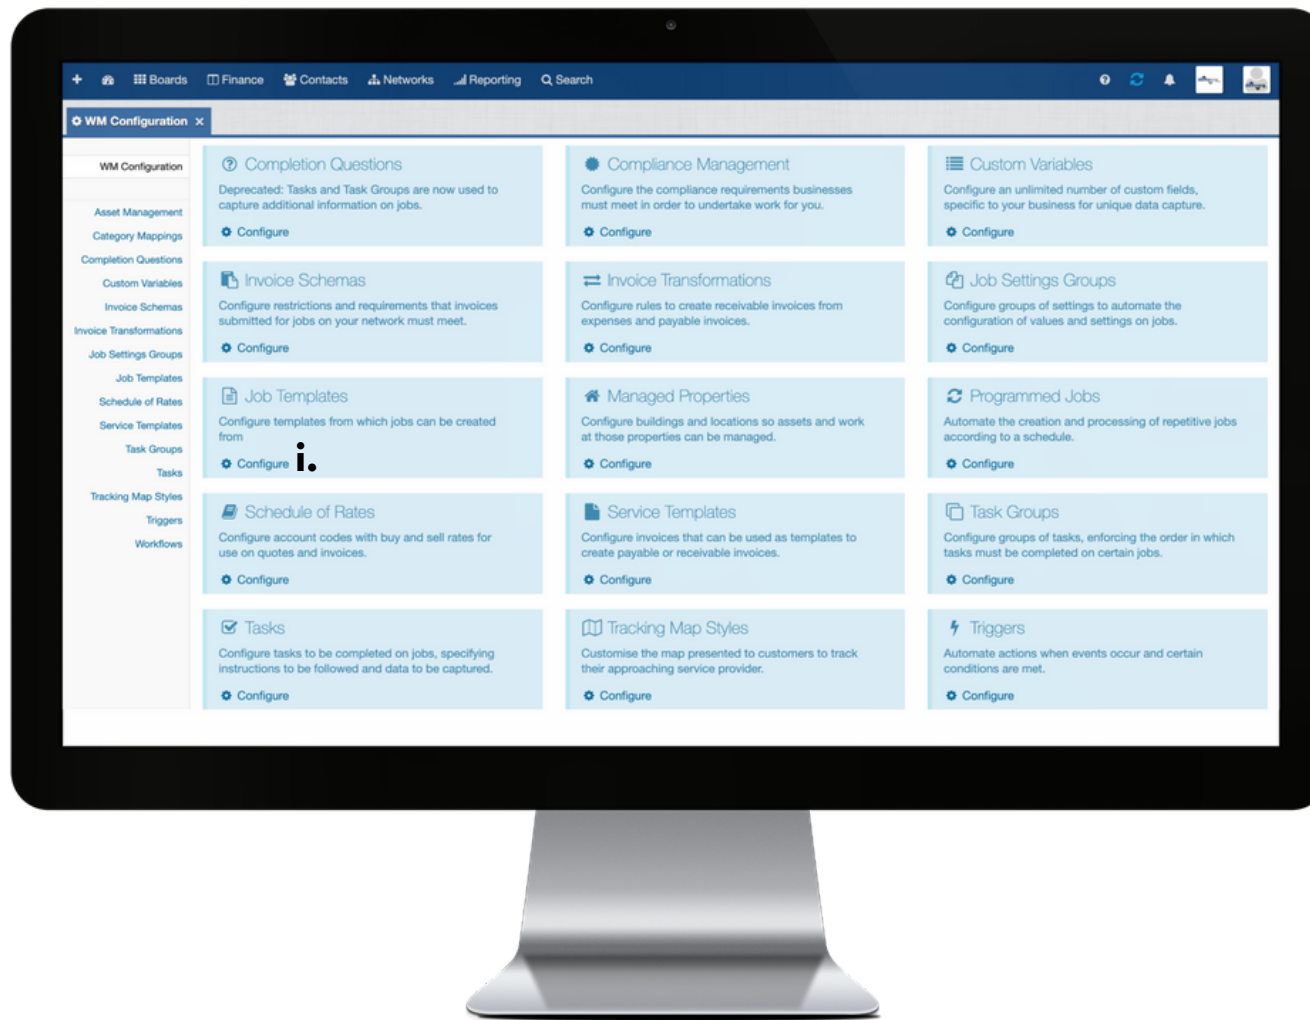 Boards Finance Contacts Networks Reporting Search
WM Configuration ×
WM Configuration
Asset Management
Category Mappings
Completion Questions
Custom Variables
Invoice Schemas
Invoice Transformations
Job Settings Groups
Job Templates
Schedule of Rates
Service Templates
Task Groups
Tasks
Tracking Map Styles
Triggers
Workflows
Completion Questions
Deprecated: Tasks and Task Groups are now used to
capture additional information on jobs.
Configure
Compliance Management
Configure the compliance requirements businesses
must meet in order to undertake work for you.
Configure
Custom Variables
Configure an unlimited number of custom fields,
specific to your business for unique data capture.
Configure
Invoice Schemas
Configure restrictions and requirements that invoices
submitted for jobs on your network must meet.
Configure
Invoice Transformations
Configure rules to create receivable invoices from
expenses and payable invoices.
Configure
Job Settings Groups
Configure groups of settings to automate the
configuration of values and settings on jobs.
Configure
Job Templates
Configure templates from which jobs can be created
from
Configure i.
Managed Properties
Configure buildings and locations so assets and work
at those properties can be managed.
Configure
Programmed Jobs
Automate the creation and processing of repetitive jobs
according to a schedule.
Configure
Schedule of Rates
Configure account codes with buy and sell rates for
use on quotes and invoices.
Configure
Service Templates
Configure invoices that can be used as templates to
create payable or receivable invoices.
Configure
Task Groups
Configure groups of tasks, enforcing the order in which
tasks must be completed on certain jobs.
Configure
Tasks
Configure tasks to be completed on jobs, specifying
instructions to be followed and data to be captured.
Configure
Tracking Map Styles
Customise the map presented to customers to track
their approaching service provider.
Configure
Triggers
Automate actions when events occur and certain
conditions are met.
Configure